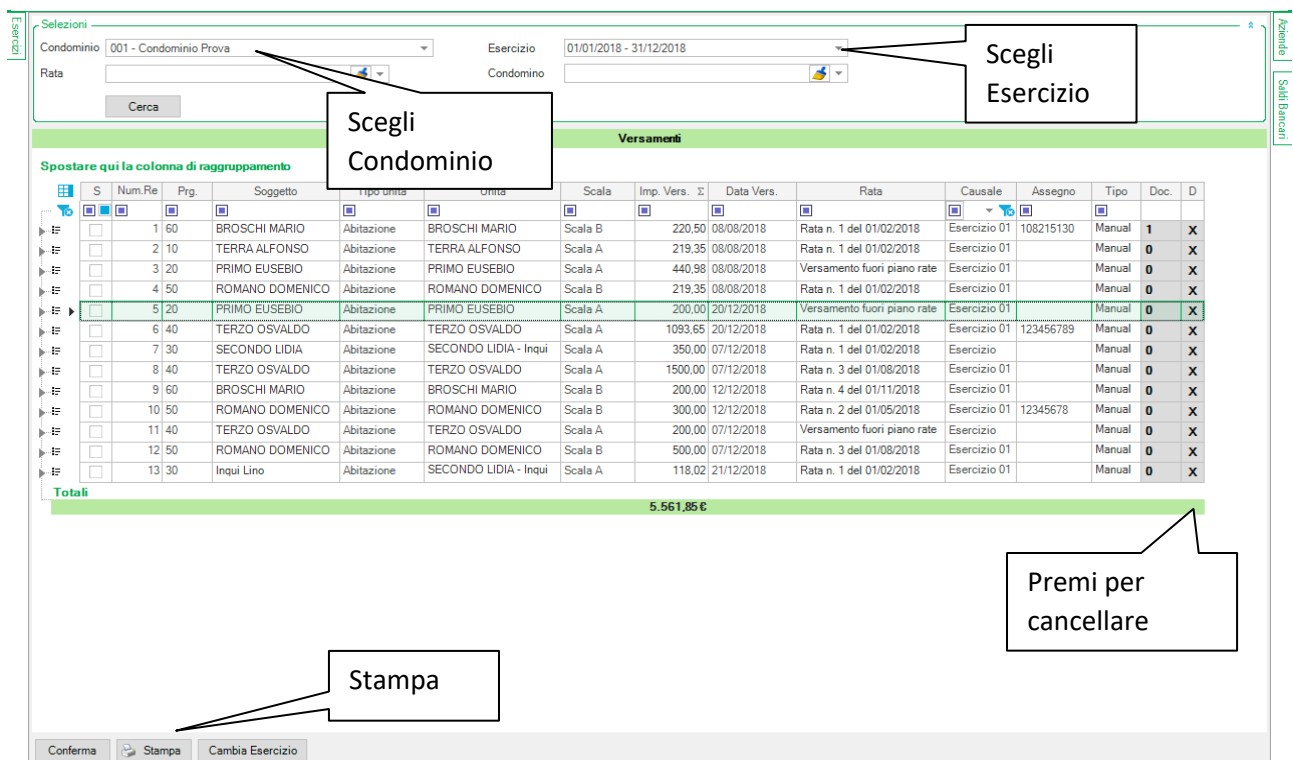 Esercizi
Selezioni
Condominio 001 - Condominio Prova Esercizio 01/01/2018 - 31/12/2018
Rata Condomino
Cerca
Scegli
Condominio
Scegli
Esercizio
Aziende
Saldi Bancari
Versamenti
Spostare qui la colonna di raggruppamento
S Num.Re Prg. Soggetto Tipo unità Unità Scala Imp. Vers. Σ Data Vers. Rata Causale Assegno Tipo Doc. D
1 60 BROSCHI MARIO Abitazione BROSCHI MARIO Scala B 220,50 08/08/2018 Rata n. 1 del 01/02/2018 Esercizio 01 108215130 Manual 1 X
2 10 TERRA ALFONSO Abitazione TERRA ALFONSO Scala A 219,35 08/08/2018 Rata n. 1 del 01/02/2018 Esercizio 01 Manual 0 X
3 20 PRIMO EUSEBIO Abitazione PRIMO EUSEBIO Scala A 440,98 08/08/2018 Versamento fuori piano rate Esercizio 01 Manual 0 X
4 50 ROMANO DOMENICO Abitazione ROMANO DOMENICO Scala B 219,35 08/08/2018 Rata n. 1 del 01/02/2018 Esercizio 01 Manual 0 X
5 20 PRIMO EUSEBIO Abitazione PRIMO EUSEBIO Scala A 200,00 20/12/2018 Versamento fuori piano rate Esercizio 01 Manual 0 X
6 40 TERZO OSVALDO Abitazione TERZO OSVALDO Scala A 1093,65 20/12/2018 Rata n. 1 del 01/02/2018 Esercizio 01 123456789 Manual 0 X
7 30 SECONDO LIDIA Abitazione SECONDO LIDIA - Inqui Scala A 350,00 07/12/2018 Rata n. 1 del 01/02/2018 Esercizio Manual 0 X
8 40 TERZO OSVALDO Abitazione TERZO OSVALDO Scala A 1500,00 07/12/2018 Rata n. 3 del 01/08/2018 Esercizio 01 Manual 0 X
9 60 BROSCHI MARIO Abitazione BROSCHI MARIO Scala B 200,00 12/12/2018 Rata n. 4 del 01/11/2018 Esercizio 01 Manual 0 X
10 50 ROMANO DOMENICO Abitazione ROMANO DOMENICO Scala B 300,00 12/12/2018 Rata n. 2 del 01/05/2018 Esercizio 01 12345678 Manual 0 X
11 40 TERZO OSVALDO Abitazione TERZO OSVALDO Scala A 200,00 07/12/2018 Versamento fuori piano rate Esercizio Manual 0 X
12 50 ROMANO DOMENICO Abitazione ROMANO DOMENICO Scala B 500,00 07/12/2018 Rata n. 3 del 01/08/2018 Esercizio 01 Manual 0 X
13 30 Inqui Lino Abitazione SECONDO LIDIA - Inqui Scala A 118,02 21/12/2018 Rata n. 1 del 01/02/2018 Esercizio 01 Manual 0 X
Totali
5.561,85 €
Premi per
cancellare
Stampa
Conferma Stampa Cambia Esercizio